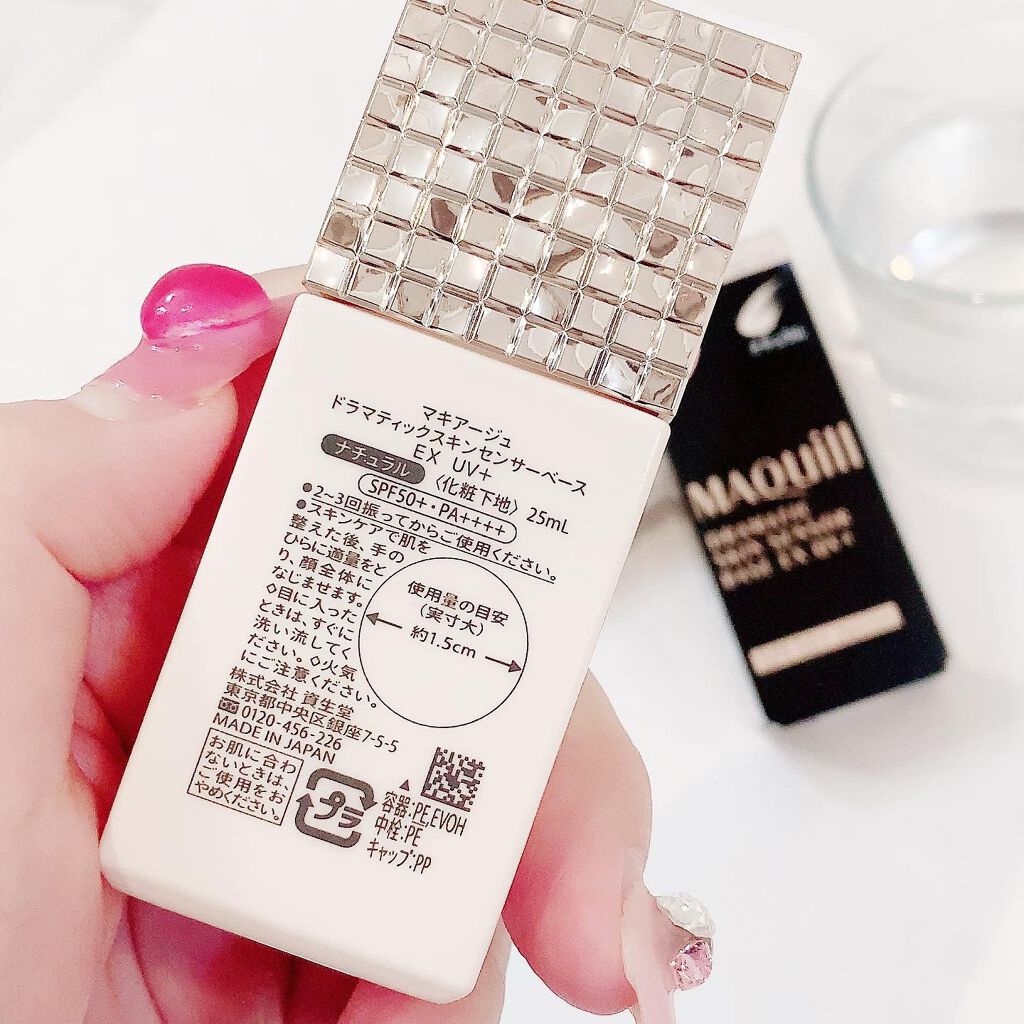 マキアージュ
ドラマティックスキンセンサーベース
EX UV+
ナチュラル 〈化粧下地〉 25mL
SPF50+・PA++++
●2~3回振ってからご使用ください。
●スキンケアで肌を
整えた後、手の
ひらに適量をと
り、顔全体に
なじませます。
◇目に入った
ときは、すぐに
洗い流してく
ださい。◇火気
にご注意ください。
使用量の目安
(実寸大)
約1.5cm
株式会社 資生堂
東京都中央区銀座7-5-5
0120-456-226
MADE IN JAPAN
お肌に合わ
ないときは、
ご使用をお
やめください。
プラ
容器:PE,EVOH
中栓:PE
キャップ:PP
MAQuill